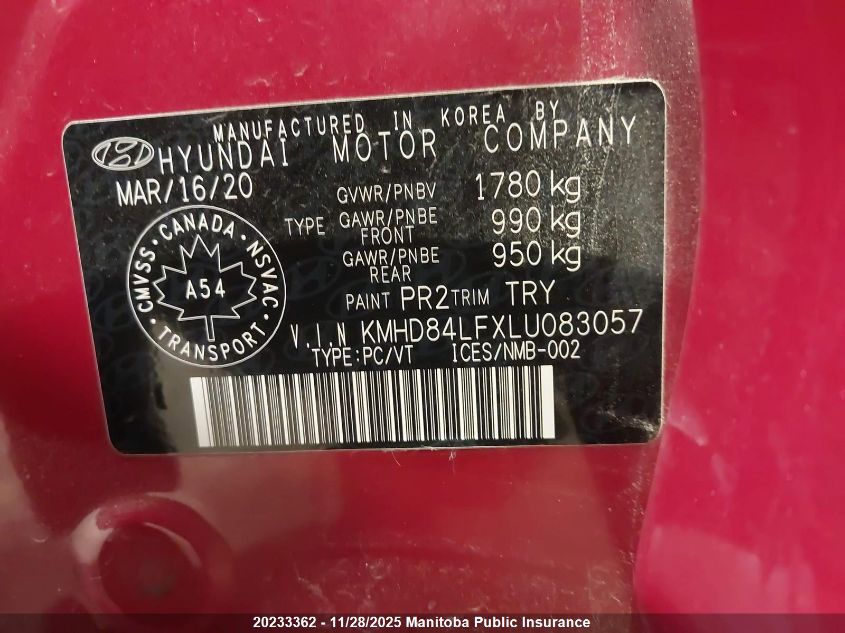 MANUFACTURED IN KOREA BY
HYUNDAI MOTOR COMPANY
MAR/16/20
GVWR/PNBV 1780 kg
TYPE GAWR/PNBE FRONT 990 kg
GAWR/PNBE REAR 950 kg
CMVSS · CANADA · NSVAC · TRANSPORT ·
A54
PAINT PR2 TRIM TRY
V.I.N KMHD84LFXLU083057
TYPE:PC/VT ICES/NMB-002
20233362 - 11/28/2025 Manitoba Public Insurance